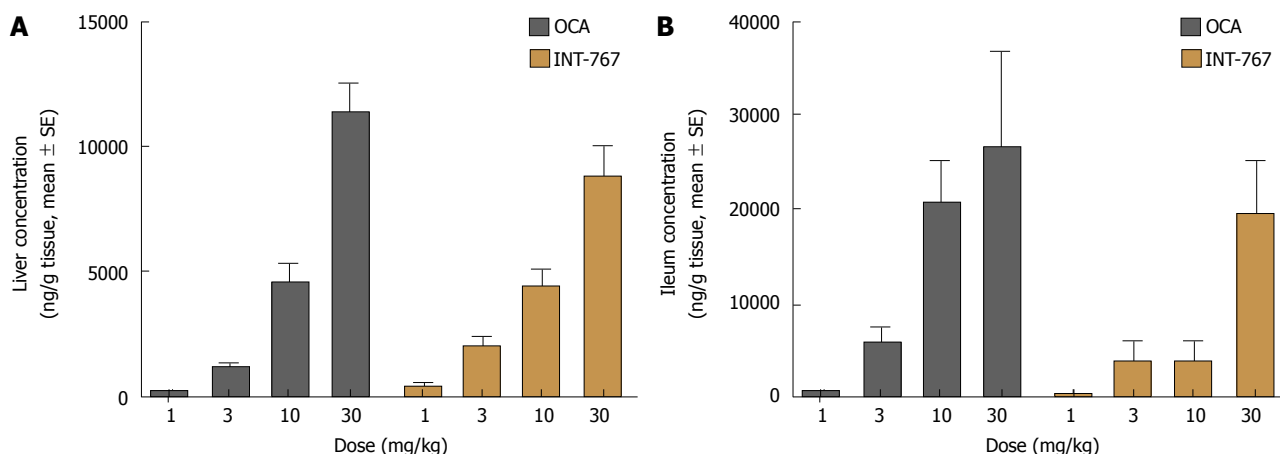 A
15000
10000
5000
0
Liver concentration
(ng/g tissue, mean ± SE)
OCA
INT-767
1 3 10 30 1 3 10 30
Dose (mg/kg)
B
40000
30000
20000
10000
0
Ileum concentration
(ng/g tissue, mean ± SE)
OCA
INT-767
1 3 10 30 1 3 10 30
Dose (mg/kg)